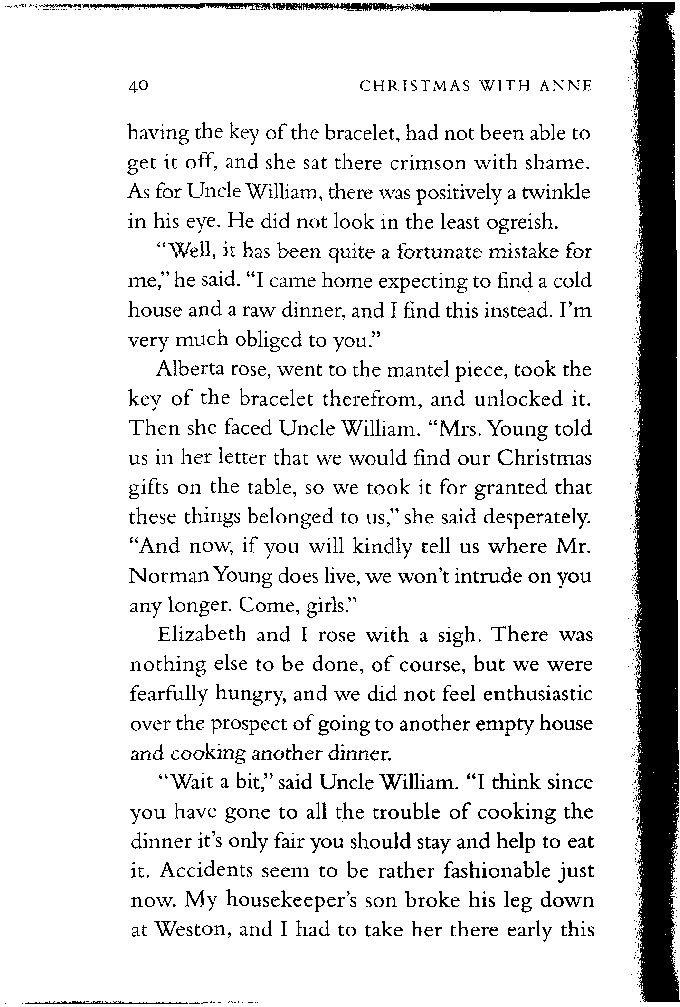 40 CHRISTMAS WITH ANNE
having the key of the bracelet, had not been able to
get it off, and she sat there crimson with shame.
As for Uncle William, there was positively a twinkle
in his eye. He did not look in the least ogreish.
“Well, it has been quite a fortunate mistake for
me,” he said. “I came home expecting to find a cold
house and a raw dinner, and I find this instead. I’m
very much obliged to you.”
Alberta rose, went to the mantel piece, took the
key of the bracelet therefrom, and unlocked it.
Then she faced Uncle William. “Mrs. Young told
us in her letter that we would find our Christmas
gifts on the table, so we took it for granted that
these things belonged to us,” she said desperately.
“And now, if you will kindly tell us where Mr.
Norman Young does live, we won’t intrude on you
any longer. Come, girls.”
Elizabeth and I rose with a sigh. There was
nothing else to be done, of course, but we were
fearfully hungry, and we did not feel enthusiastic
over the prospect of going to another empty house
and cooking another dinner.
“Wait a bit,” said Uncle William. “I think since
you have gone to all the trouble of cooking the
dinner it’s only fair you should stay and help to eat
it. Accidents seem to be rather fashionable just
now. My housekeeper’s son broke his leg down
at Weston, and I had to take her there early this